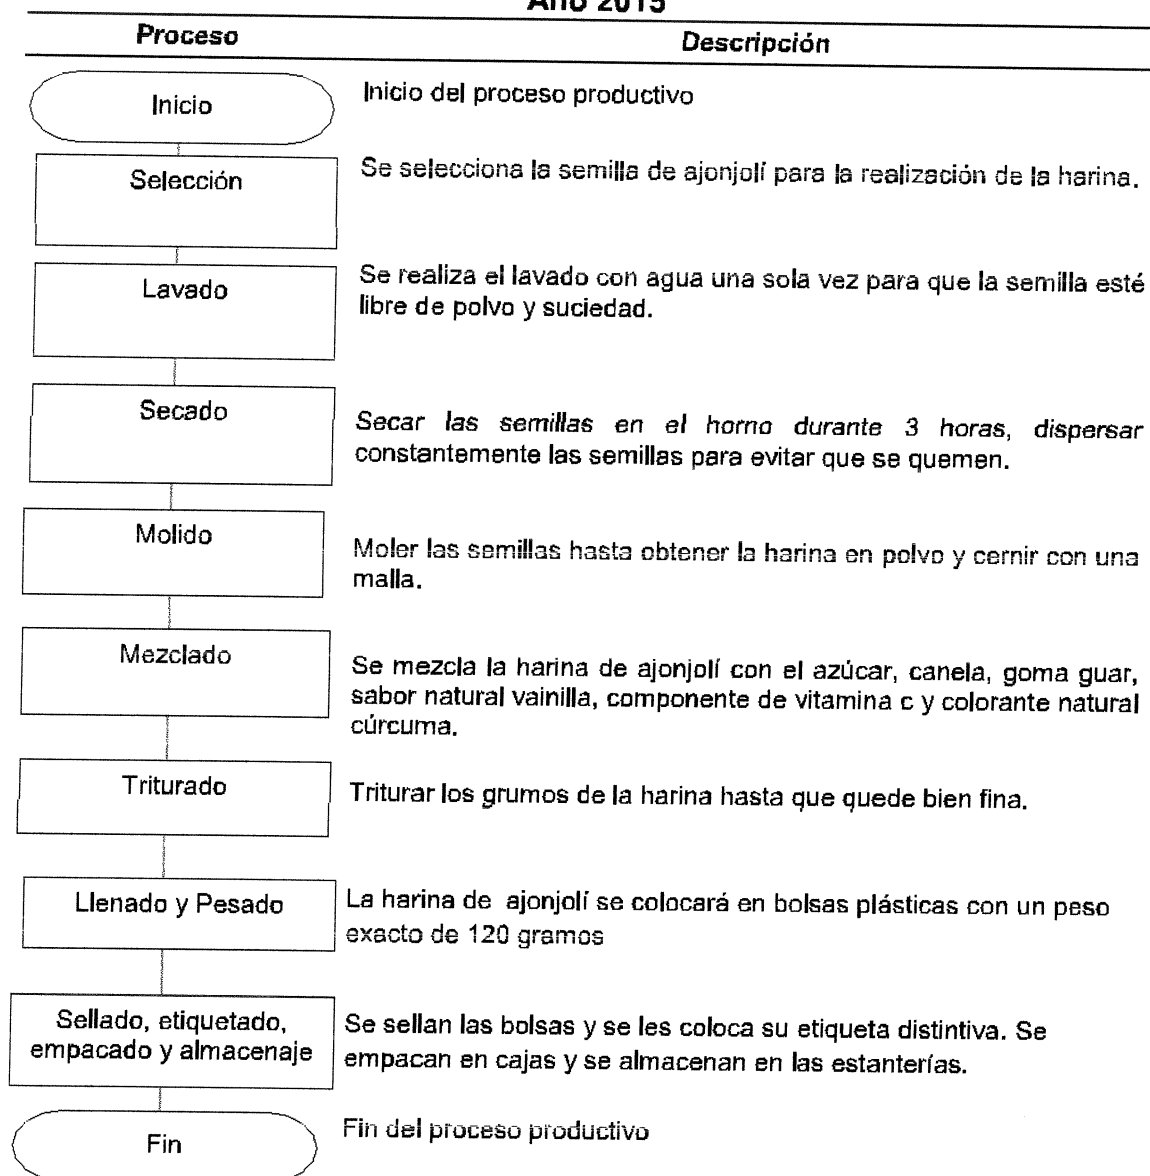 Año 2015
Proceso
Descripción
Inicio
Inicio del proceso productivo
Selección
Se selecciona la semilla de ajonjolí para la realización de la harina.
Lavado
Se realiza el lavado con agua una sola vez para que la semilla esté
libre de polvo y suciedad.
Secado
Secar las semillas en el horno durante 3 horas, dispersar
constantemente las semillas para evitar que se quemen.
Molido
Moler las semillas hasta obtener la harina en polvo y cernir con una
malla.
Mezclado
Se mezcla la harina de ajonjolí con el azúcar, canela, goma guar,
sabor natural vainilla, componente de vitamina c y colorante natural
cúrcuma.
Triturado
Triturar los grumos de la harina hasta que quede bien fina.
Llenado y Pesado
La harina de ajonjolí se colocará en bolsas plásticas con un peso
exacto de 120 gramos
Sellado, etiquetado,
empacado y almacenaje
Se sellan las bolsas y se les coloca su etiqueta distintiva. Se
empacan en cajas y se almacenan en las estanterías.
Fin
Fin del proceso productivo